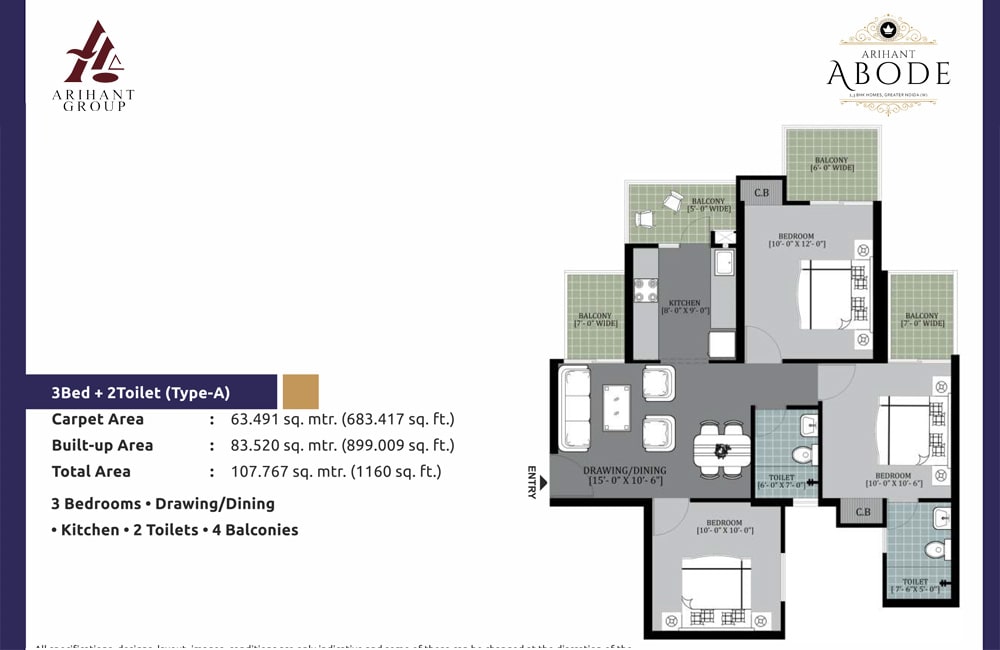 ARIHANT
GROUP
ARIHANT
ABODE
BHK HOMES, GREATER NOIDA (W)
BALCONY
[6'- 0" WIDE]
C.B
BALCONY
[5'- 0" WIDE]
BEDROOM
[10'- 0" X 12'- 0"]
KITCHEN
[8'- 0" X 9'- 0"]
BALCONY
[7'- 0" WIDE]
BALCONY
[7'- 0" WIDE]
3Bed + 2Toilet (Type-A)
Carpet Area : 63.491 sq. mtr. (683.417 sq. ft.)
Built-up Area : 83.520 sq. mtr. (899.009 sq. ft.)
Total Area : 107.767 sq. mtr. (1160 sq. ft.)
3 Bedrooms • Drawing/Dining
• Kitchen • 2 Toilets • 4 Balconies
ENTRY
DRAWING/DINING
[15'- 0" X 10'- 6"]
TOILET
[6'- 0" X 7'- 0"]
BEDROOM
[10'- 0" X 10'- 6"]
C.B
BEDROOM
[10'- 0" X 10'- 0"]
TOILET
[7'- 6" X 5'- 0"]
All specifications, designs, layout, images, conditions are only indicative and some of these can be changed at the discretion of the